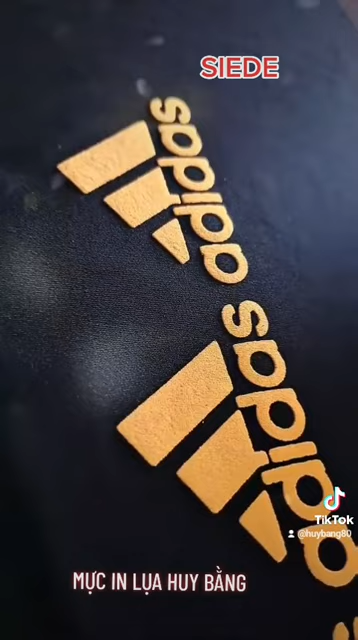 SIEDE
adidas
adidas
TikTok
@huybang80
MỰC IN LỤA HUY BẰNG